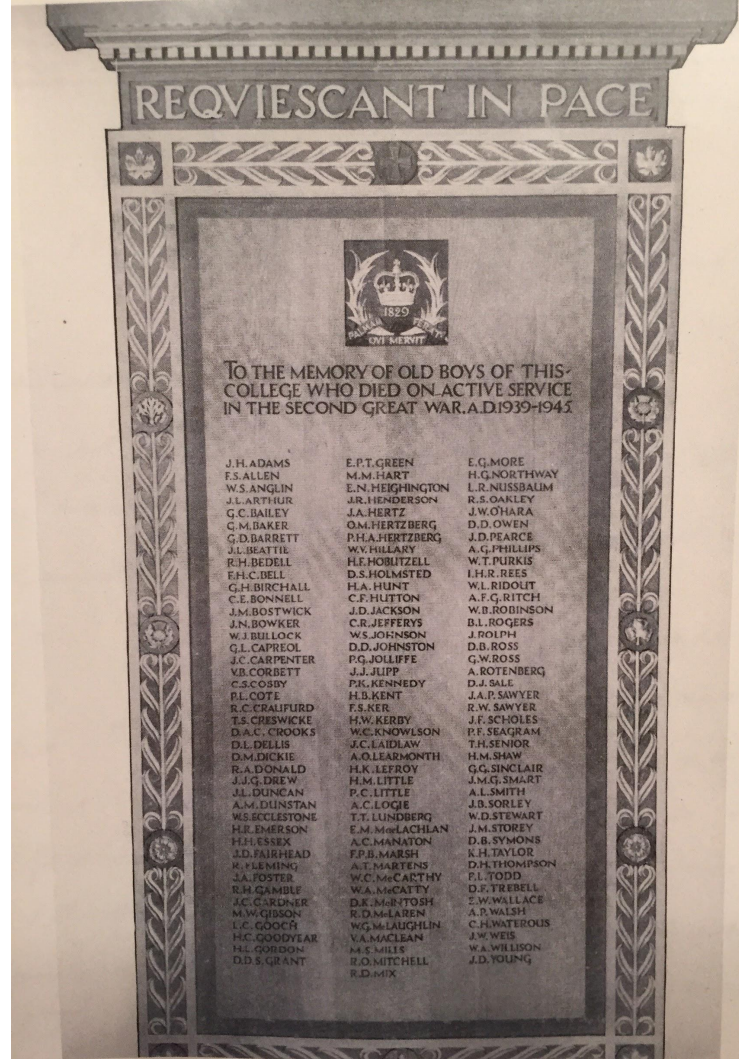 REQVIESCANT IN PACE
1829
PALMAM FERAT
QVI MERVIT
TO THE MEMORY OF OLD BOYS OF THIS
COLLEGE WHO DIED ON ACTIVE SERVICE
IN THE SECOND GREAT WAR. A.D. 1939-1945
J.H. ADAMS
F.S. ALLEN
W.S. ANGLIN
J.L. ARTHUR
G.C. BAILEY
G.M. BAKER
G.D. BARRETT
J.L. BEATTIE
R.H. BEDELL
F.H.C. BELL
G.H. BIRCHALL
C.E. BONNELL
J.M. BOSTWICK
J.N. BOWKER
W.J. BULLOCK
G.L. CAPREOL
J.C. CARPENTER
V.B. CORBETT
C.S. COSBY
P.L. COTE
R.C. CRAUFURD
T.S. CRESWICKE
D.A.C. CROOKS
D.L. DELLIS
D.M. DICKIE
R.A. DONALD
J.J.G. DREW
J.L. DUNCAN
A.M. DUNSTAN
W.S. ECCLESTONE
H.R. EMERSON
H.H. ESSEX
J.D. FAIRHEAD
R. FLEMING
J.A. FOSTER
R.H. GAMBLE
J.C. GARDNER
M.W. GIBSON
L.C. GOOCH
H.C. GOODYEAR
H.L. GORDON
D.D.S. GRANT
E.P.T. GREEN
M.M. HART
E.N. HEIGHINGTON
J.R. HENDERSON
J.A. HERTZ
O.M. HERTZBERG
P.H.A. HERTZBERG
W.V. HILLARY
H.F. HOBLITZELL
D.S. HOLMSTED
H.A. HUNT
C.F. HUTTON
J.D. JACKSON
C.R. JEFFERYS
W.S. JOHNSON
D.D. JOHNSTON
P.G. JOLLIFFE
J.J. JUPP
P.K. KENNEDY
H.B. KENT
F.S. KER
H.W. KERBY
W.C. KNOWLSON
J.C. LAIDLAW
A.O. LEARMONTH
H.K. LEFROY
H.M. LITTLE
P.C. LITTLE
A.C. LOGIE
T.T. LUNDBERG
E.M. MacLACHLAN
A.C. MANATON
F.P.B. MARSH
A.T. MARTENS
W.C. McCARTHY
W.A. McCATTY
D.K. McINTOSH
R.D. McLAREN
W.G. McLAUGHLIN
V.A. MACLEAN
M.S. MILLS
R.O. MITCHELL
R.D. MIX
E.G. MORE
H.G. NORTHWAY
L.R. NUSSBAUM
R.S. OAKLEY
J.W. O'HARA
D.D. OWEN
J.D. PEARCE
A.G. PHILLIPS
W.T. PURKIS
I.H.R. REES
W.L. RIDOUT
A.F.G. RITCH
W.B. ROBINSON
B.L. ROGERS
J. ROLPH
D.B. ROSS
G.W. ROSS
A. ROTENBERG
D.J. SALE
J.A.P. SAWYER
R.W. SAWYER
J.F. SCHOLES
P.F. SEAGRAM
T.H. SENIOR
H.M. SHAW
G.G. SINCLAIR
J.M.G. SMART
A.L. SMITH
J.B. SORLEY
W.D. STEWART
J.M. STOREY
D.B. SYMONS
K.H. TAYLOR
D.H. THOMPSON
F.L. TODD
D.F. TREBELL
E.W. WALLACE
A.P. WALSH
C.H. WATEROUS
J.W. WEIS
W.A. WILLISON
J.D. YOUNG